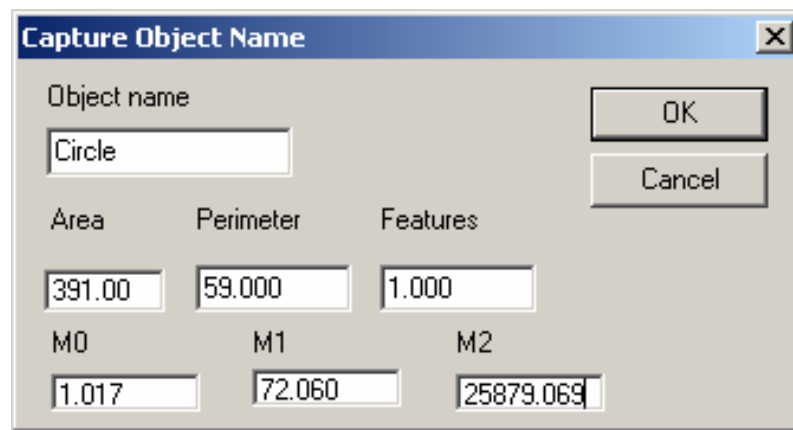 Capture Object Name
Object name
OK
Circle
Cancel
Area Perimeter Features
391.00 59.000 1.000
M0 M1 M2
1.017 72.060 25879.069